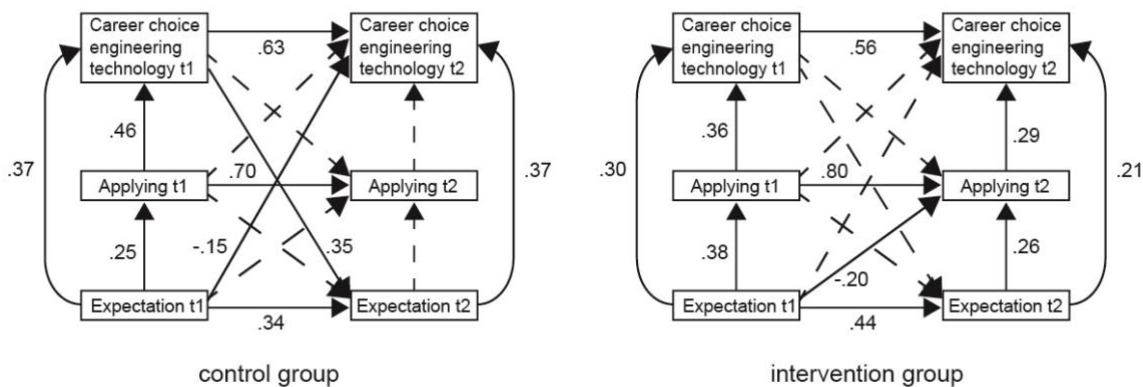 Career choice
engineering
technology t1
Career choice
engineering
technology t2
.63
.46
.37
.37
Applying t1
.70
Applying t2
.25
-.15
.35
Expectation t1
Expectation t2
.34
control group
Career choice
engineering
technology t1
Career choice
engineering
technology t2
.56
.36
.29
.30
.21
Applying t1
.80
Applying t2
.38
-.20
.26
Expectation t1
Expectation t2
.44
intervention group